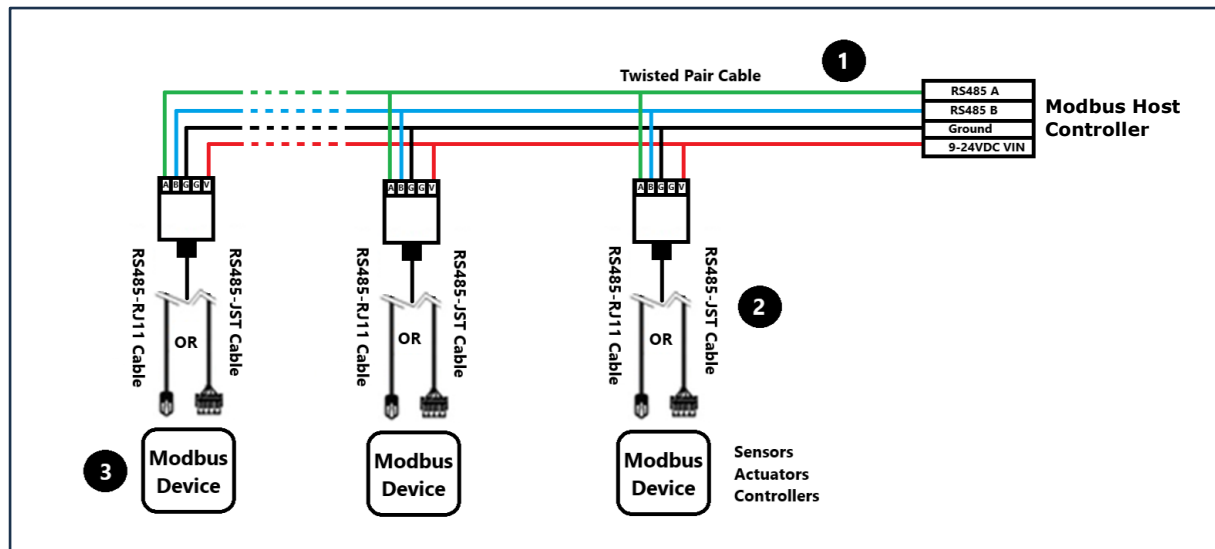 1
Twisted Pair Cable
RS485 A
RS485 B
Ground
9-24VDC VIN
Modbus Host
Controller
A B G G V
A B G G V
A B G G V
RS485-RJ11 Cable
OR
RS485-JST Cable
RS485-RJ11 Cable
OR
RS485-JST Cable
RS485-RJ11 Cable
OR
RS485-JST Cable
2
3
Modbus
Device
Modbus
Device
Modbus
Device
Sensors
Actuators
Controllers